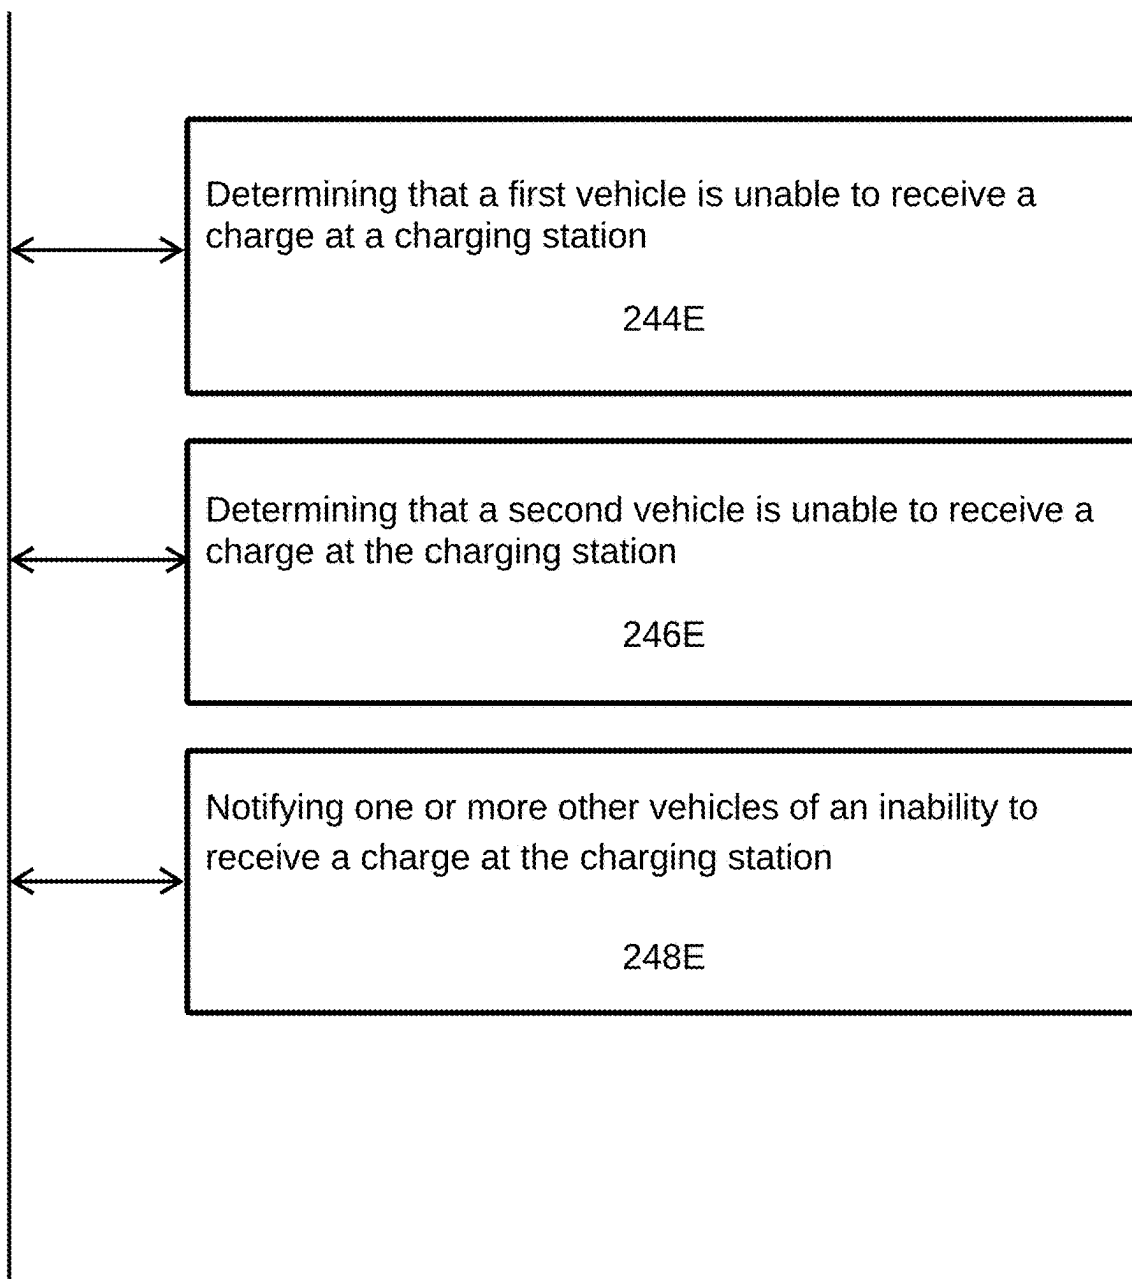 Determining that a first vehicle is unable to receive a
charge at a charging station
244E
Determining that a second vehicle is unable to receive a
charge at the charging station
246E
Notifying one or more other vehicles of an inability to
receive a charge at the charging station
248E